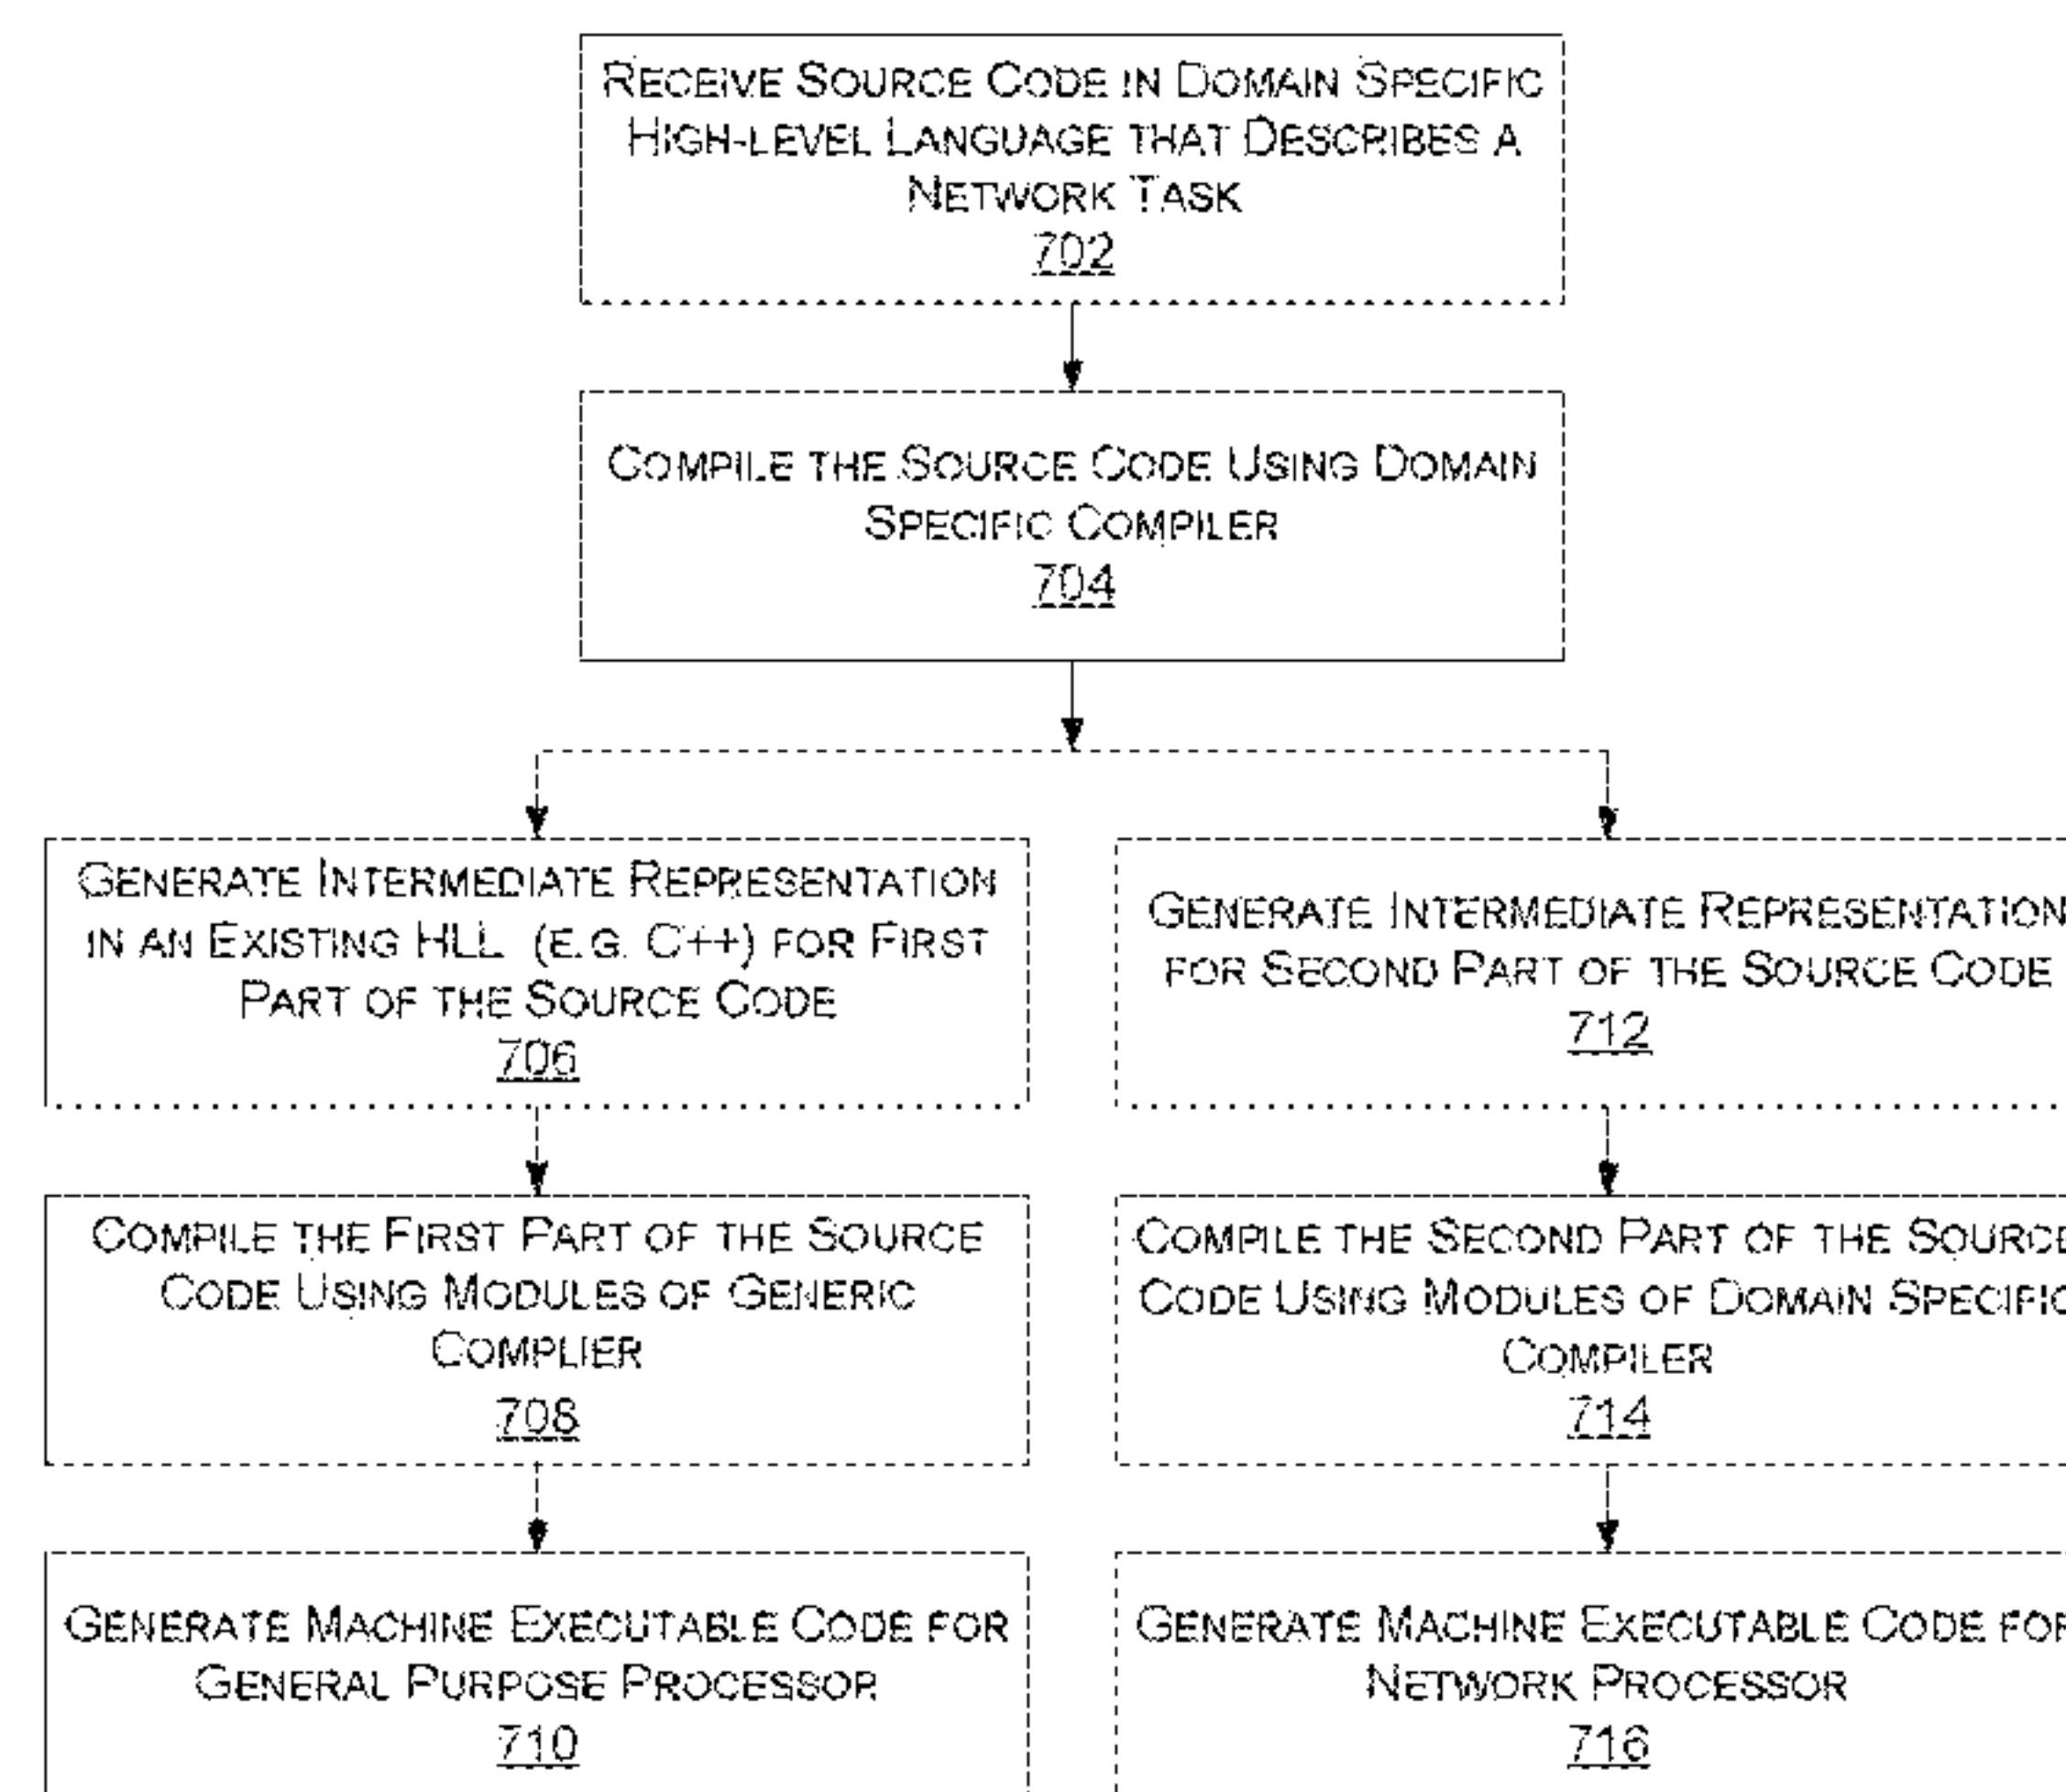 RECEIVE SOURCE CODE IN DOMAIN SPECIFIC
HIGH-LEVEL LANGUAGE THAT DESCRIBES A
NETWORK TASK
702
COMPILE THE SOURCE CODE USING DOMAIN
SPECIFIC COMPILER
704
GENERATE INTERMEDIATE REPRESENTATION
IN AN EXISTING HLL (E.G. C++) FOR FIRST
PART OF THE SOURCE CODE
706
COMPILE THE FIRST PART OF THE SOURCE
CODE USING MODULES OF GENERIC
COMPLIER
708
GENERATE MACHINE EXECUTABLE CODE FOR
GENERAL PURPOSE PROCESSOR
710
GENERATE INTERMEDIATE REPRESENTATION
FOR SECOND PART OF THE SOURCE CODE
712
COMPILE THE SECOND PART OF THE SOURCE
CODE USING MODULES OF DOMAIN SPECIFIC
COMPILER
714
GENERATE MACHINE EXECUTABLE CODE FOR
NETWORK PROCESSOR
716